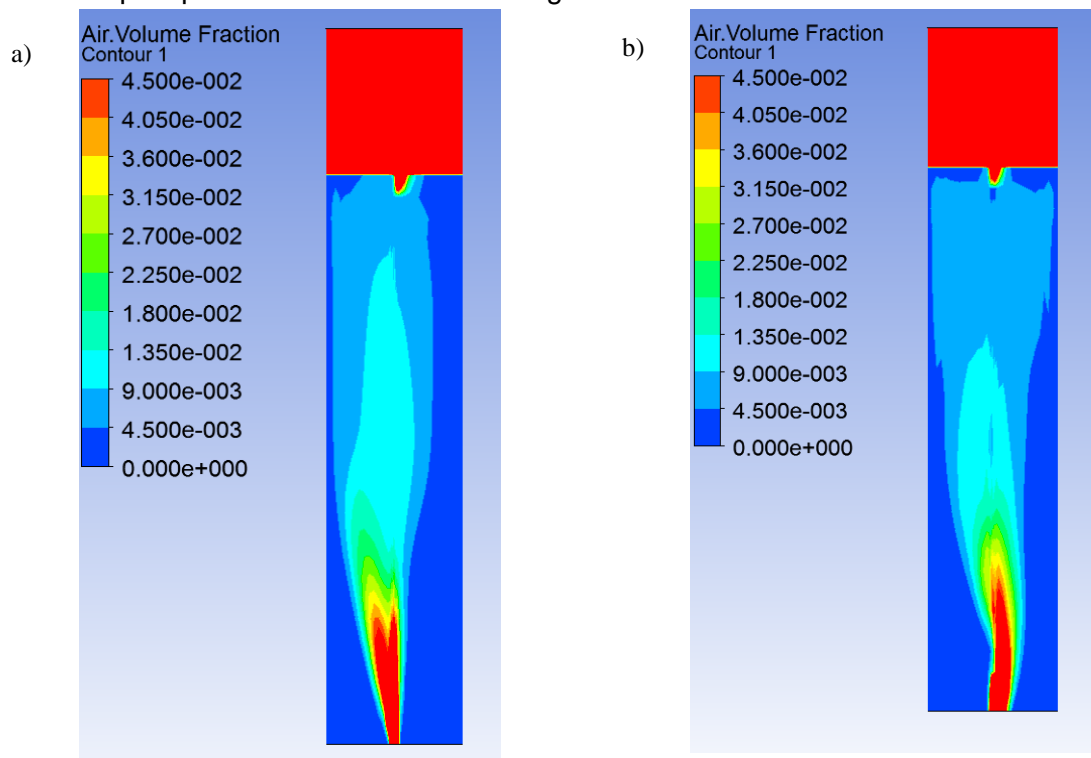 a)
Air.Volume Fraction
Contour 1
4.500e-002
4.050e-002
3.600e-002
3.150e-002
2.700e-002
2.250e-002
1.800e-002
1.350e-002
9.000e-003
4.500e-003
0.000e+000
b)
Air.Volume Fraction
Contour 1
4.500e-002
4.050e-002
3.600e-002
3.150e-002
2.700e-002
2.250e-002
1.800e-002
1.350e-002
9.000e-003
4.500e-003
0.000e+000